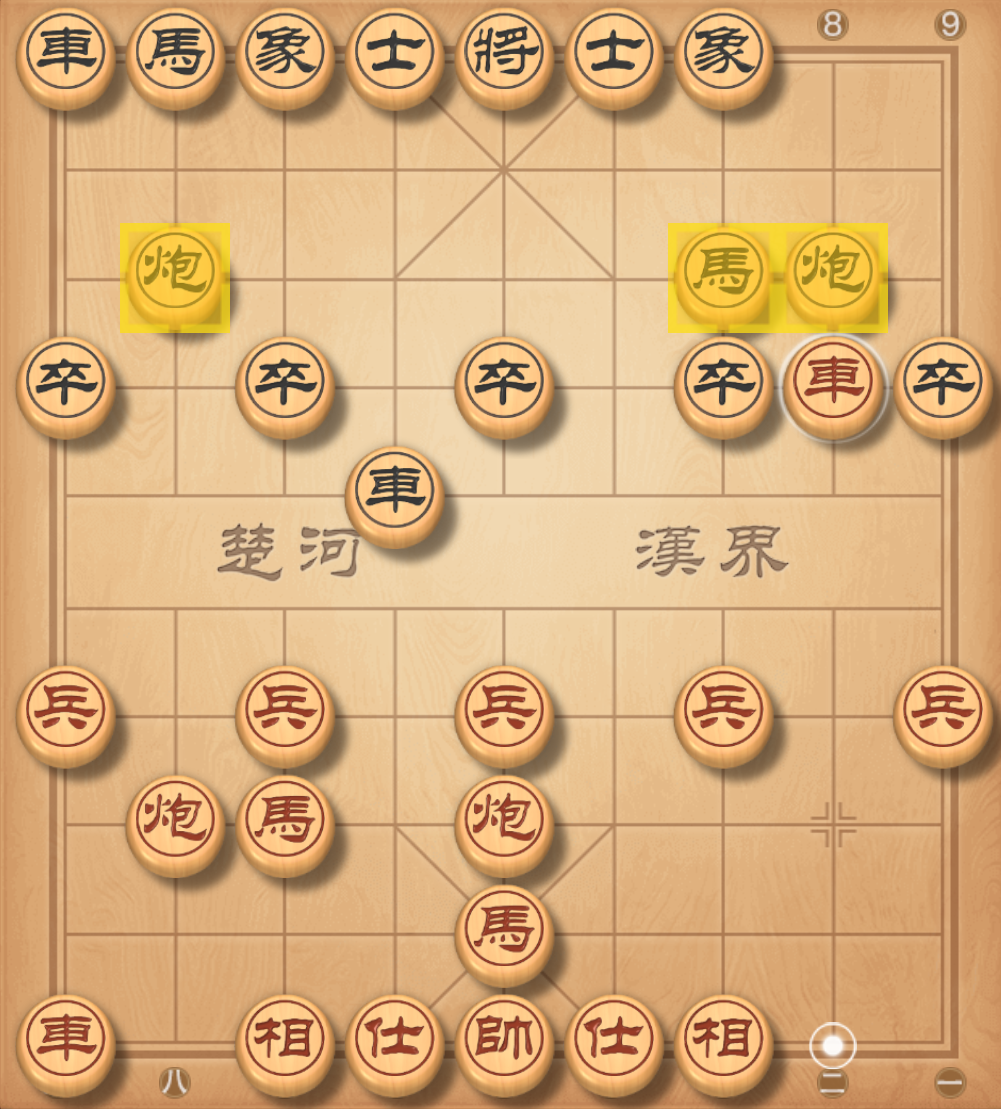 8 9
車 馬 象 士 將 士 象
炮 馬 炮
卒 卒 卒 卒 車 卒
車
楚河 漢界
兵 兵 兵 兵 兵
炮 馬 炮
馬
車 相 仕 帥 仕 相
八 二 一